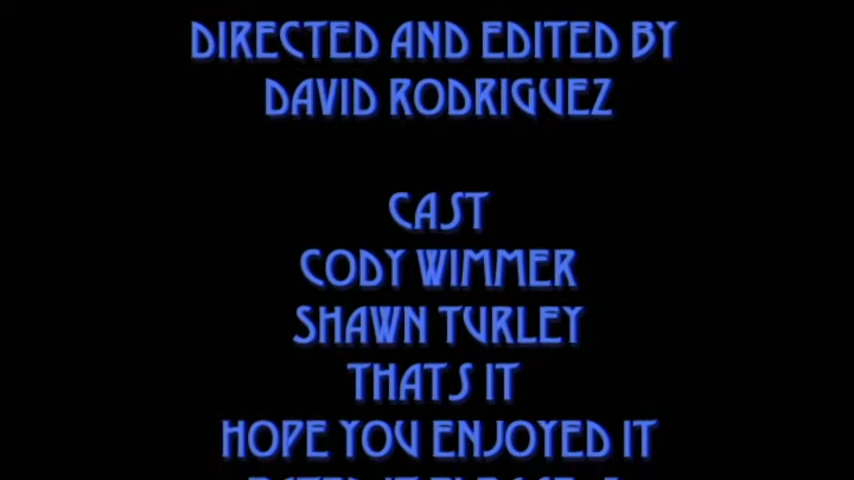 DIRECTED AND EDITED BY
DAVID RODRIGUEZ
CAST
CODY WIMMER
SHAWN TURLEY
THATS IT
HOPE YOU ENJOYED IT